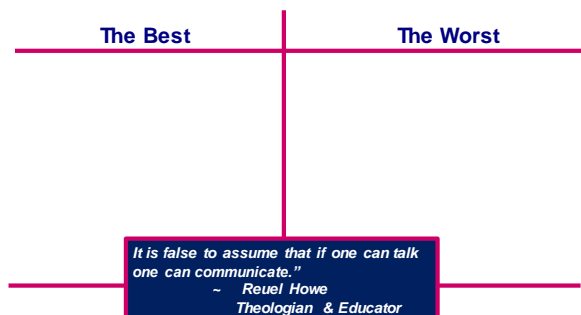 The Best
The Worst
It is false to assume that if one can talk
one can communicate.”
~ Reuel Howe
Theologian & Educator